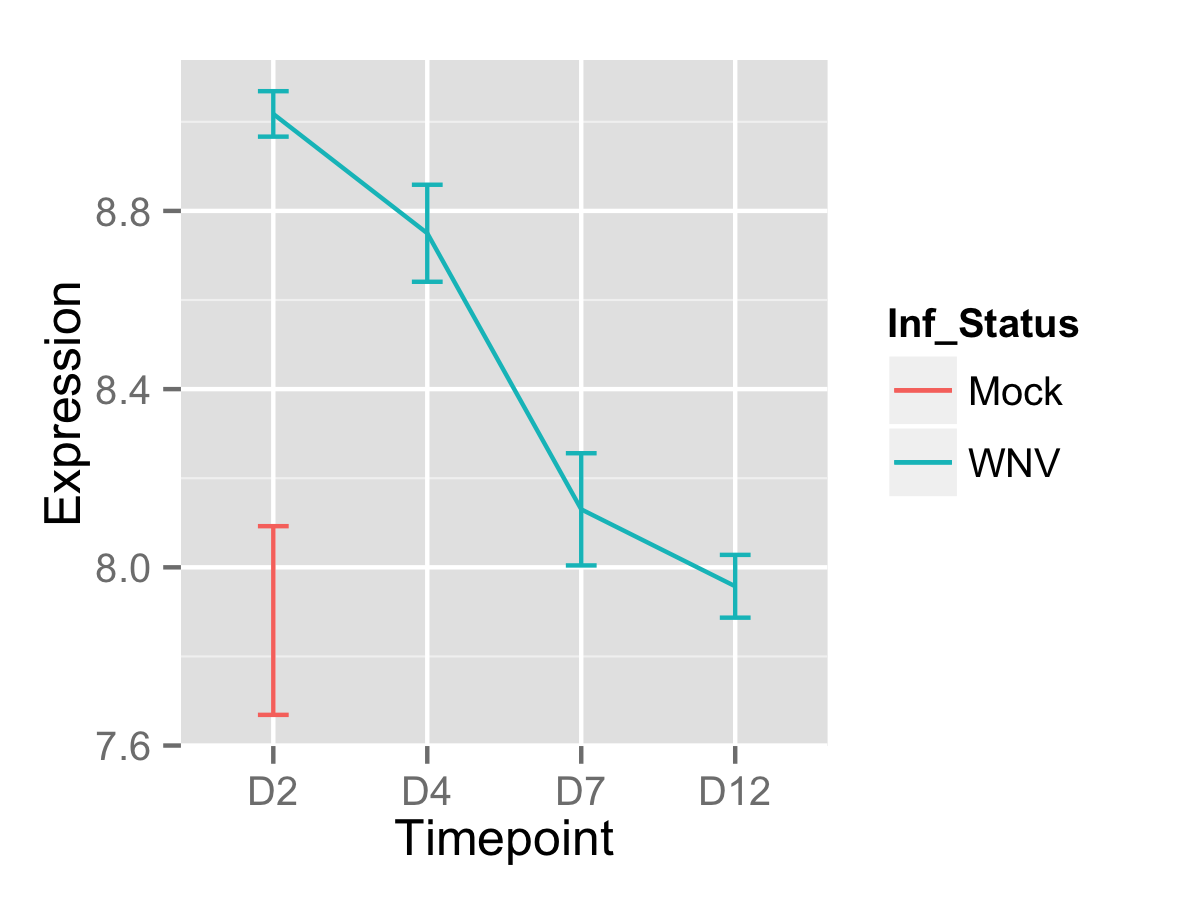 Expression
8.8
8.4
8.0
7.6
D2 D4 D7 D12
Timepoint
Inf_Status
Mock
WNV